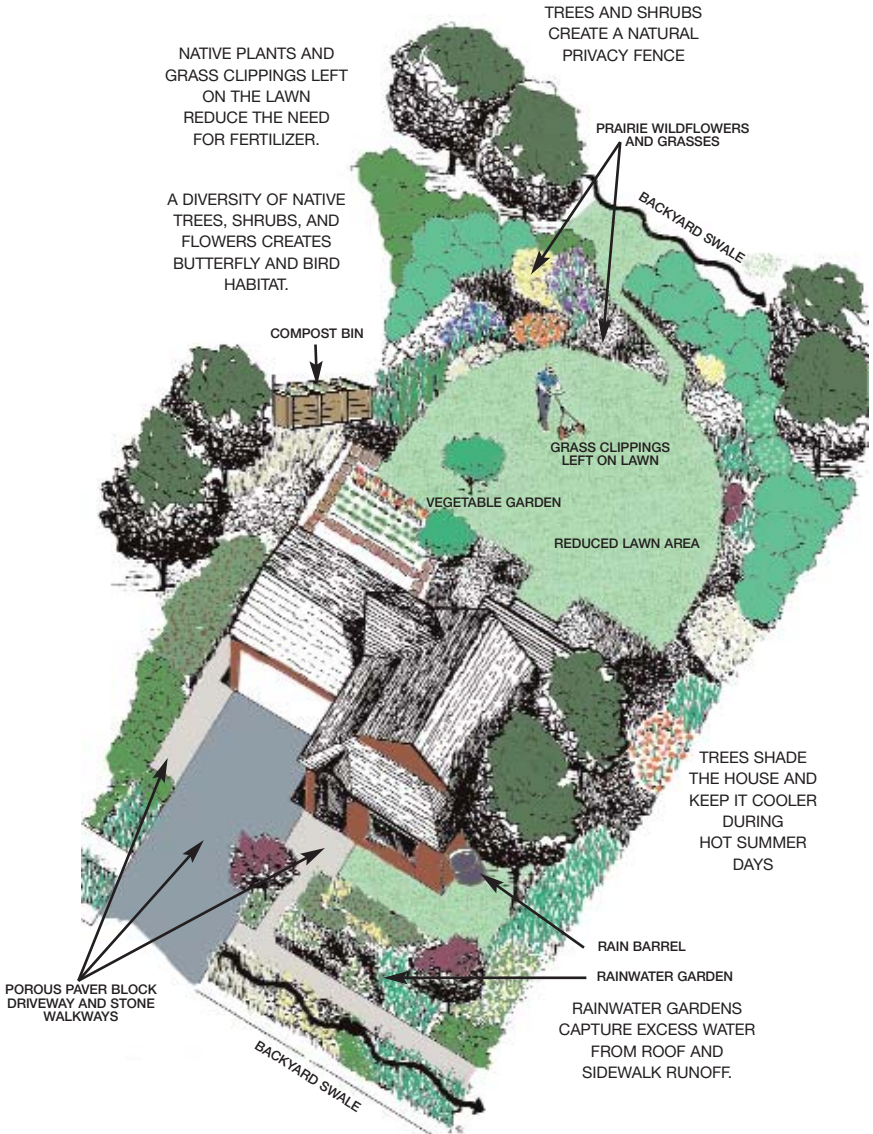 TREES AND SHRUBS
CREATE A NATURAL
PRIVACY FENCE
NATIVE PLANTS AND
GRASS CLIPPINGS LEFT
ON THE LAWN
REDUCE THE NEED
FOR FERTILIZER.
PRAIRIE WILDFLOWERS
AND GRASSES
A DIVERSITY OF NATIVE
TREES, SHRUBS, AND
FLOWERS CREATES
BUTTERFLY AND BIRD
HABITAT.
BACKYARD SWALE
COMPOST BIN
GRASS CLIPPINGS
LEFT ON LAWN
VEGETABLE GARDEN
REDUCED LAWN AREA
TREES SHADE
THE HOUSE AND
KEEP IT COOLER
DURING
HOT SUMMER
DAYS
RAIN BARREL
RAINWATER GARDEN
POROUS PAVER BLOCK
DRIVEWAY AND STONE
WALKWAYS
RAINWATER GARDENS
CAPTURE EXCESS WATER
FROM ROOF AND
SIDEWALK RUNOFF.
BACKYARD SWALE